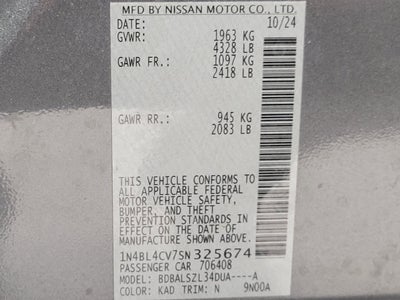 MFD BY NISSAN MOTOR CO., LTD.
DATE: 10/24
GVWR: 1963 KG
4328 LB
GAWR FR.: 1097 KG
2418 LB
GAWR RR.: 945 KG
2083 LB
THIS VEHICLE CONFORMS TO
ALL APPLICABLE FEDERAL
MOTOR VEHICLE SAFETY,
BUMPER, AND THEFT
PREVENTION STANDARDS IN
EFFECT ON THE DATE OF
MANUFACTURE SHOWN ABOVE.
1N4BL4CV7SN325674
PASSENGER CAR 706408
MODEL: BDBALSZL34DUA----A
COLOR: KAD TRIM: N 9N00A